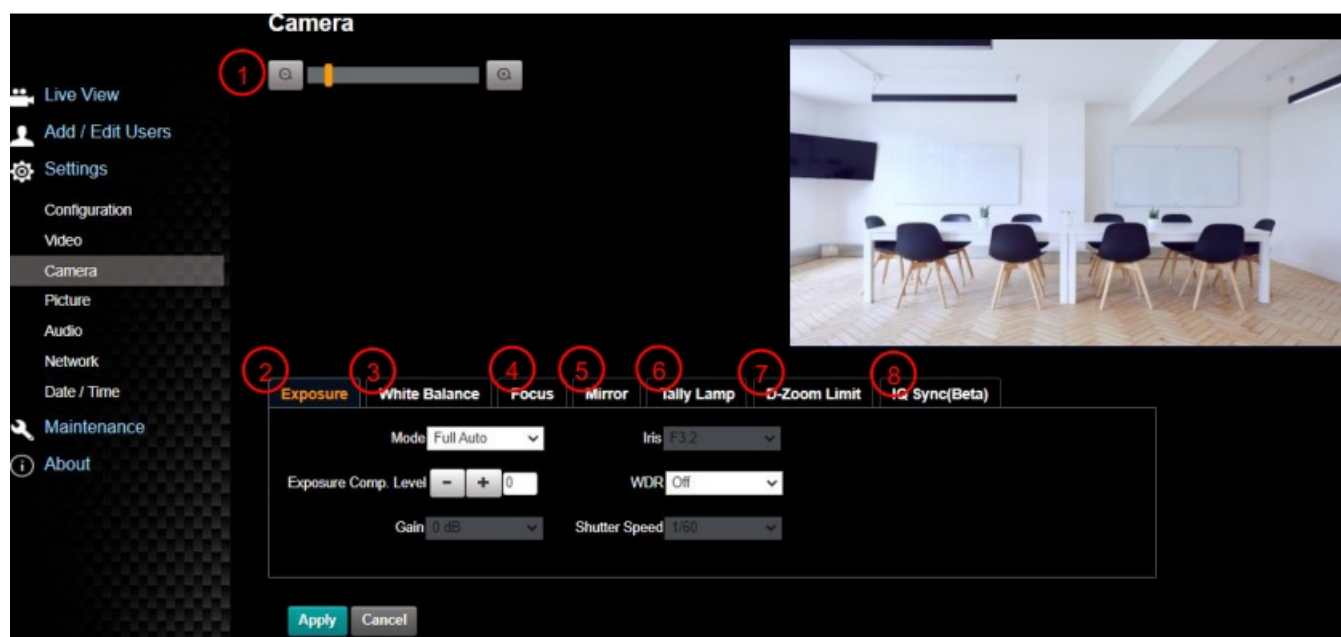 Camera
1
Live View
Add / Edit Users
Settings
Configuration
Video
Camera
Picture
Audio
Network
Date / Time
Maintenance
About
2 3 4 5 6 7 8
Exposure White Balance Focus Mirror Tally Lamp D-Zoom Limit IQ Sync(Beta)
Mode Full Auto Iris F3.2
Exposure Comp. Level - + 0 WDR Off
Gain 0 dB Shutter Speed 1/60
Apply Cancel